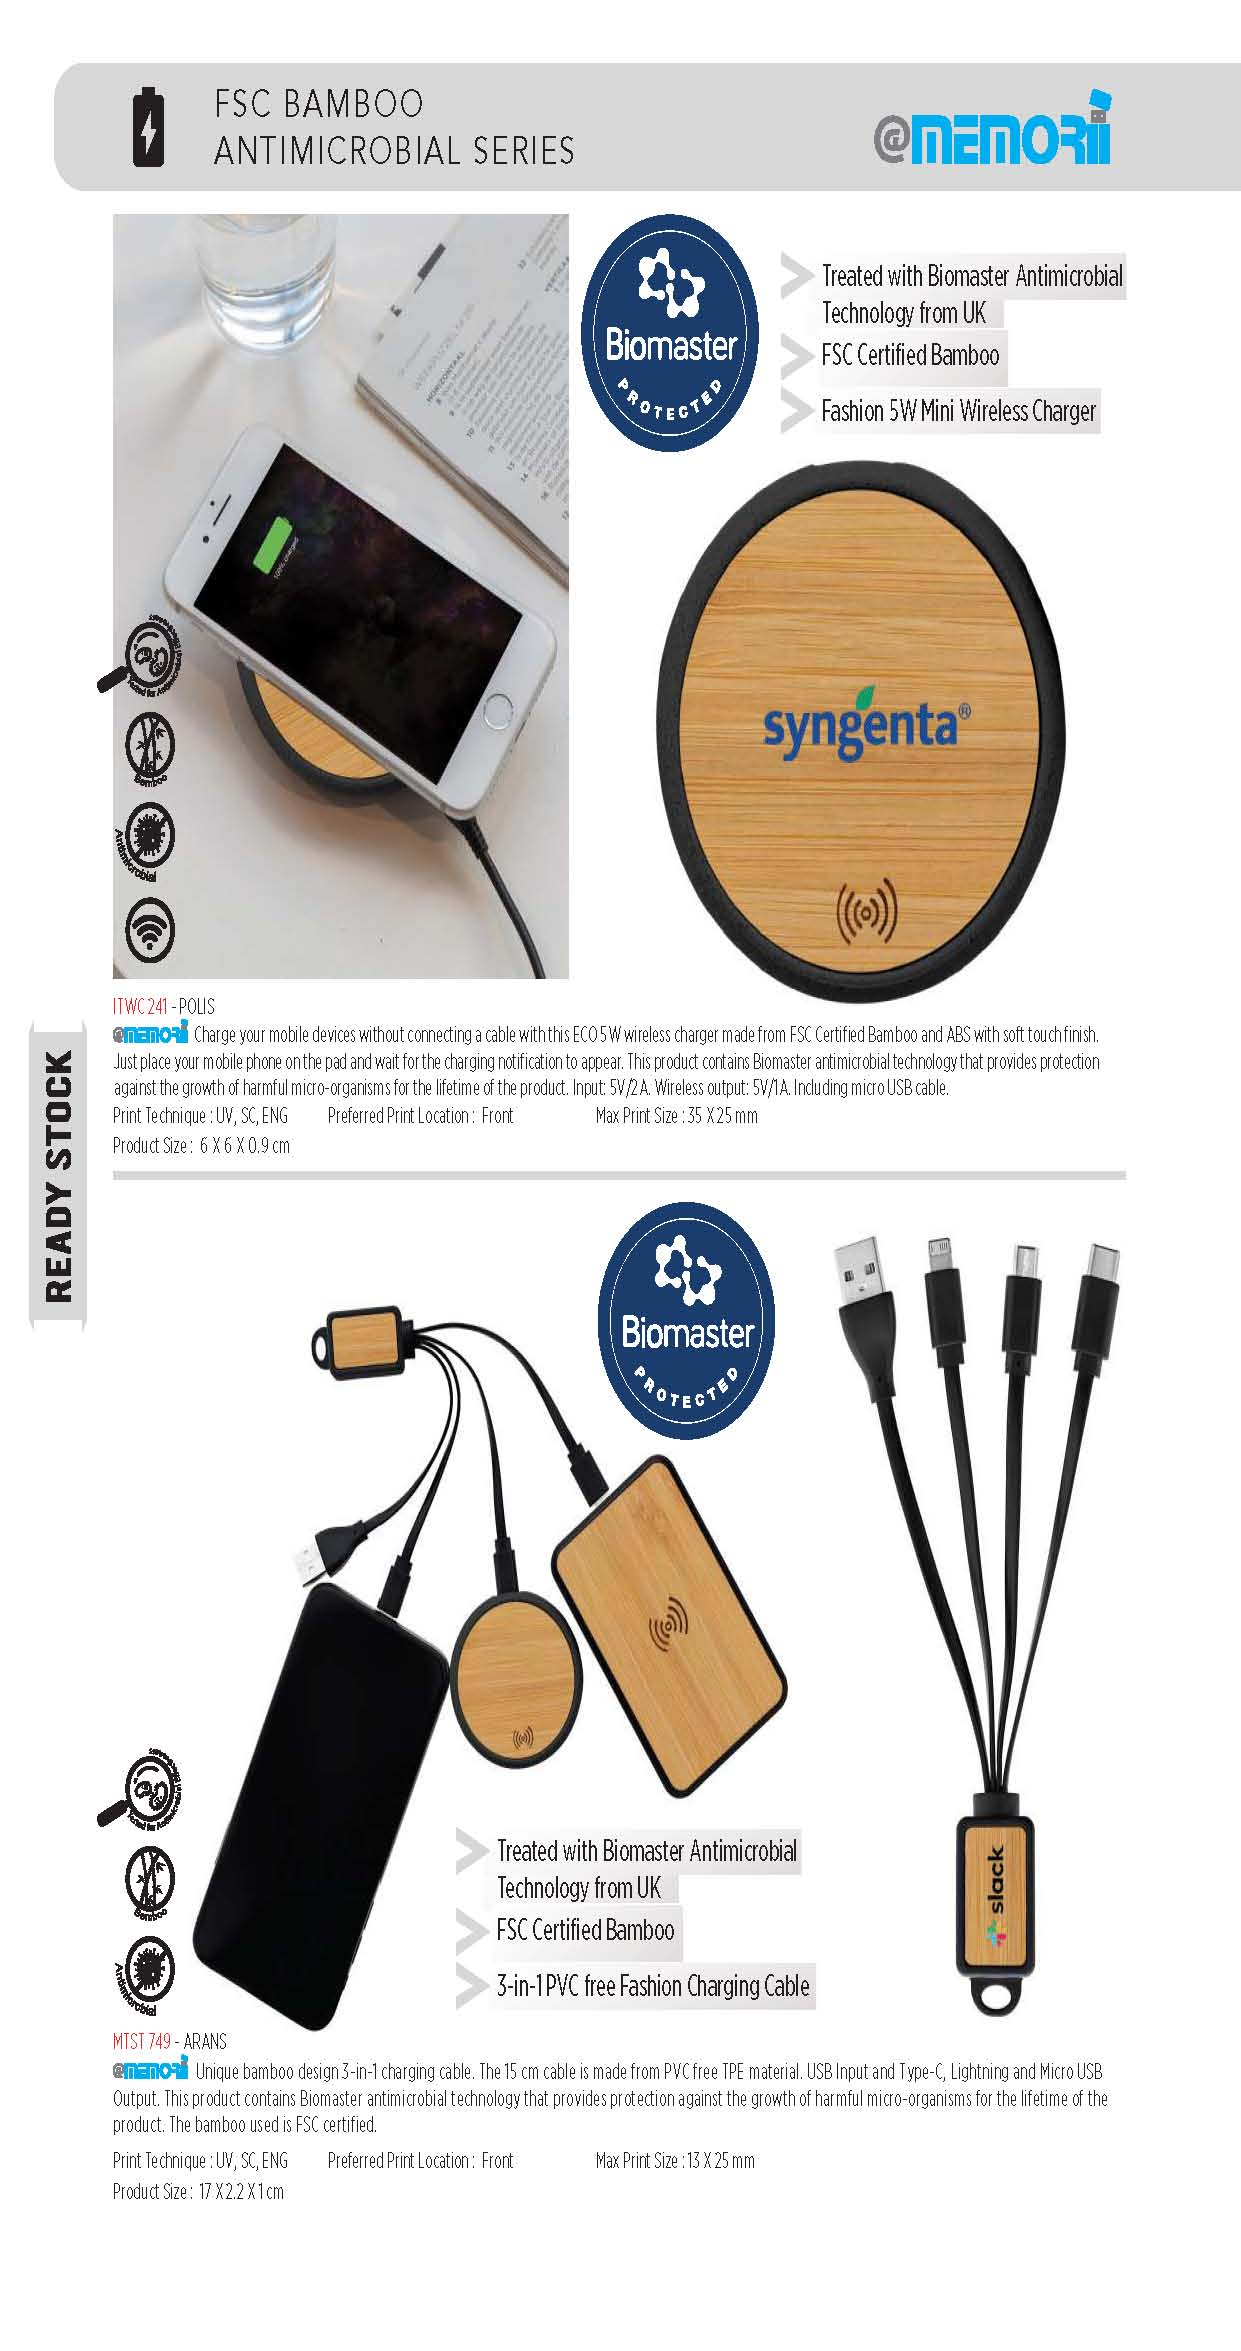 FSC BAMBOO
ANTIMICROBIAL SERIES
@MEMORII
Biomaster
PROTECTED
Treated with Biomaster Antimicrobial
Technology from UK
FSC Certified Bamboo
Fashion 5W Mini Wireless Charger
HORIZONTAL
100% charged
Bamboo
Antimicrobial
syngenta®
ITWC 241 - POLIS
@MEMORII Charge your mobile devices without connecting a cable with this ECO 5W wireless charger made from FSC Certified Bamboo and ABS with soft touch finish.
Just place your mobile phone on the pad and wait for the charging notification to appear. This product contains Biomaster antimicrobial technology that provides protection
against the growth of harmful micro-organisms for the lifetime of the product. Input: 5V/2A. Wireless output: 5V/1A. Including micro USB cable.
Print Technique : UV, SC, ENG Preferred Print Location : Front Max Print Size : 35 X 25 mm
Product Size : 6 X 6 X 0.9 cm
READY STOCK
Biomaster
PROTECTED
Bamboo
Antimicrobial
Treated with Biomaster Antimicrobial
Technology from UK
FSC Certified Bamboo
3-in-1 PVC free Fashion Charging Cable
slack
MTST 749 - ARANS
@MEMORII Unique bamboo design 3-in-1 charging cable. The 15 cm cable is made from PVC free TPE material. USB Input and Type-C, Lightning and Micro USB
Output. This product contains Biomaster antimicrobial technology that provides protection against the growth of harmful micro-organisms for the lifetime of the
product. The bamboo used is FSC certified.
Print Technique : UV, SC, ENG Preferred Print Location : Front Max Print Size : 13 X 25 mm
Product Size : 17 X 2.2 X 1 cm